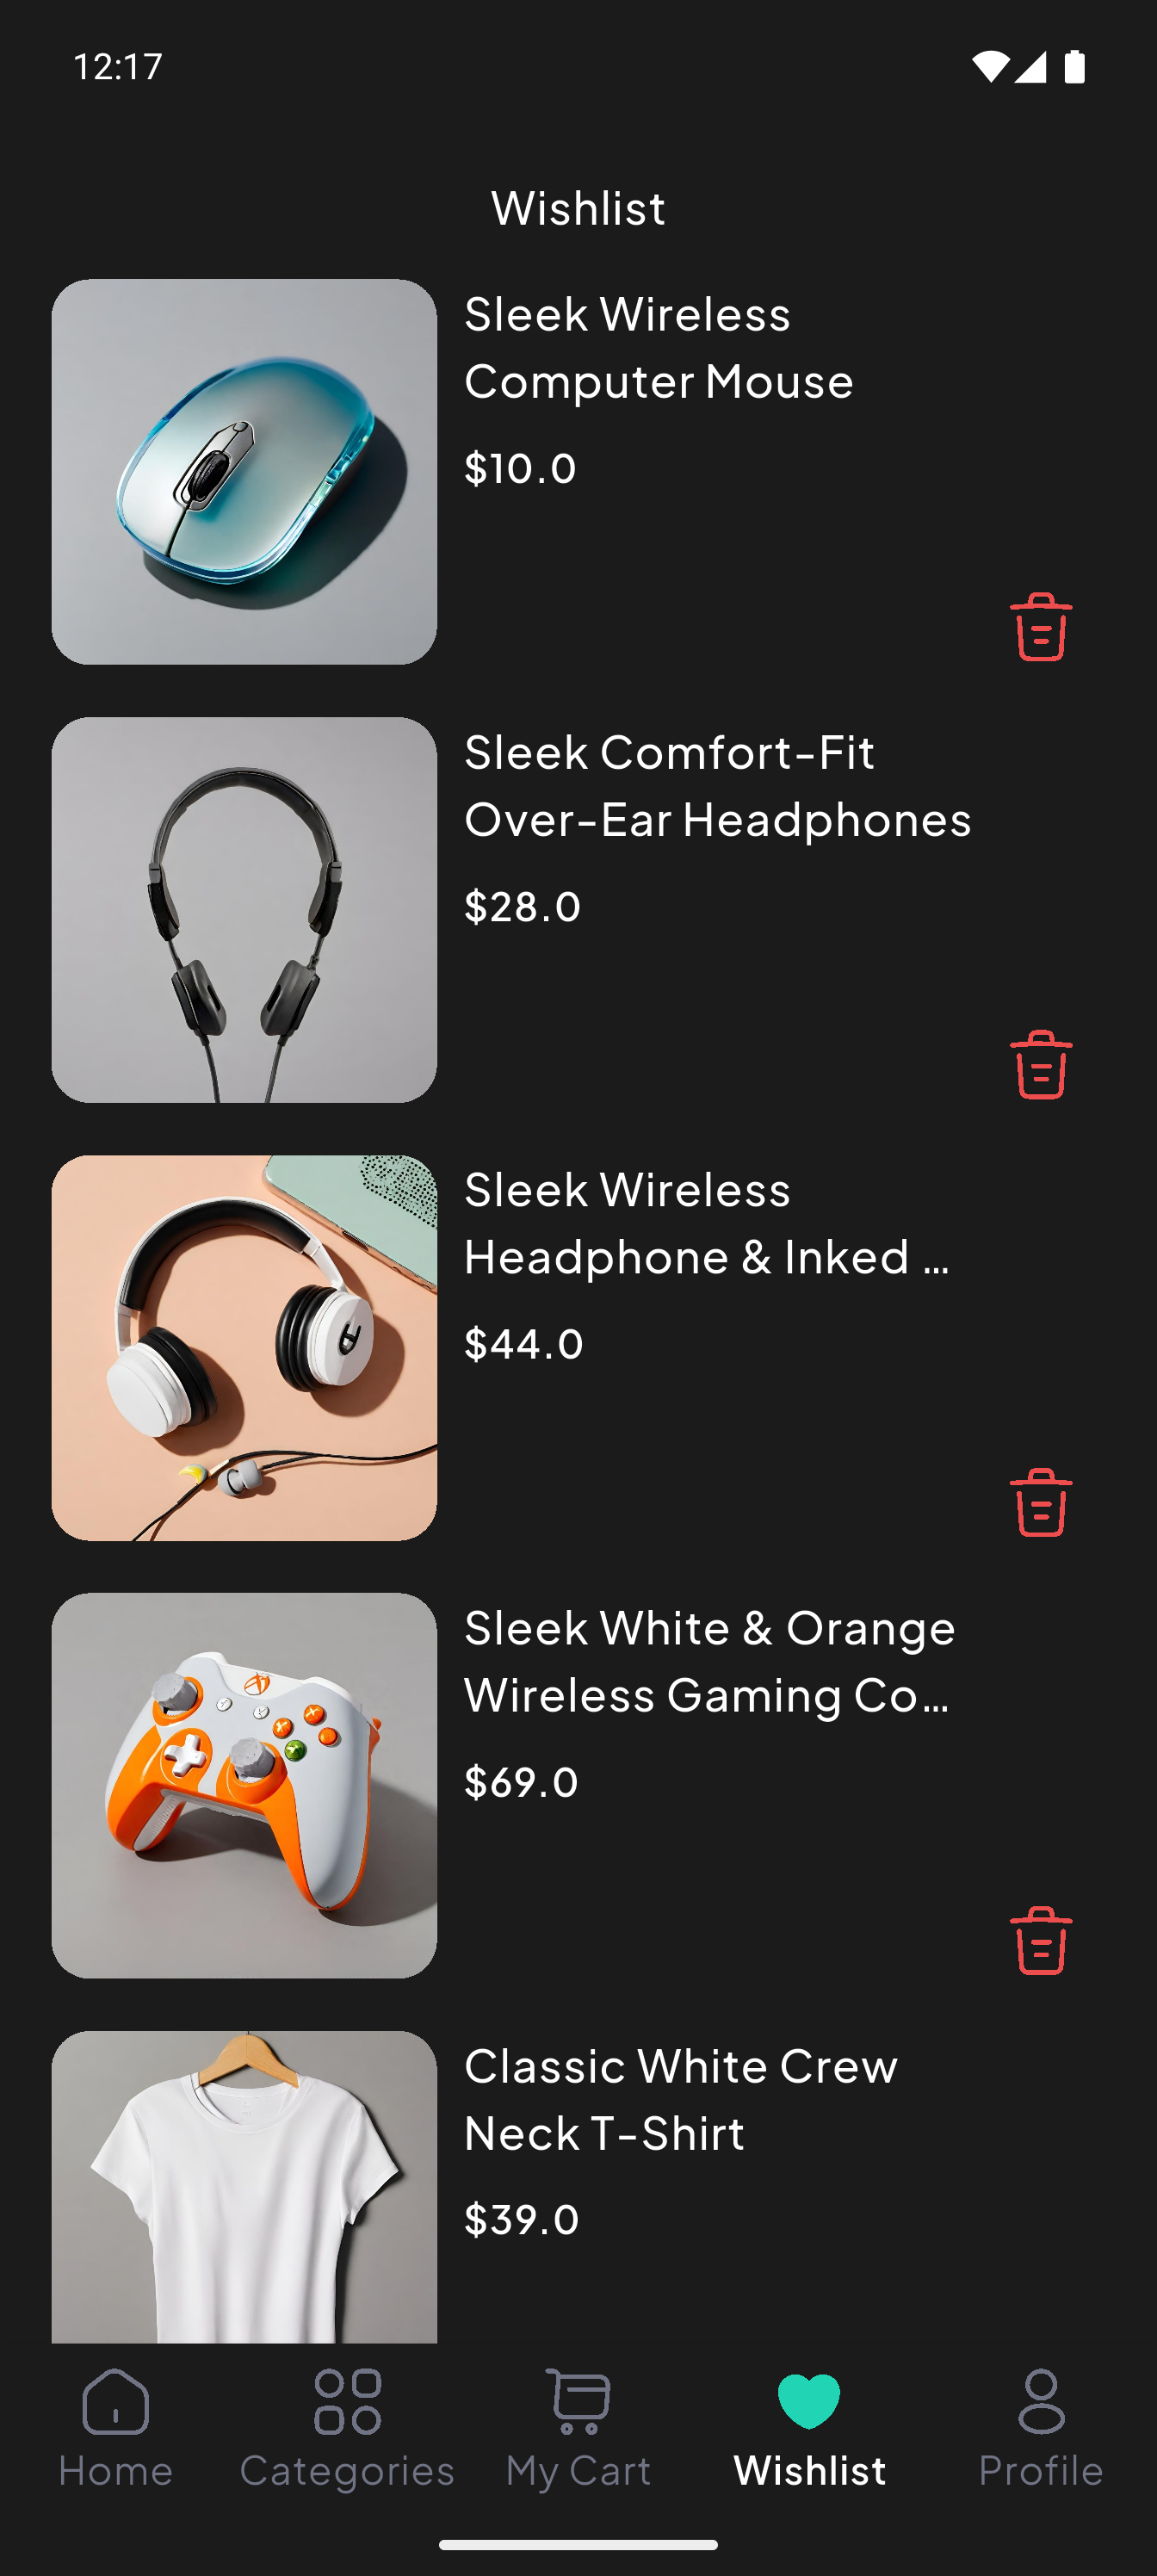 12:17
Wishlist
Sleek Wireless
Computer Mouse
$10.0
Sleek Comfort-Fit
Over-Ear Headphones
$28.0
Sleek Wireless
Headphone & Inked ...
$44.0
Sleek White & Orange
Wireless Gaming Co...
$69.0
Classic White Crew
Neck T-Shirt
$39.0
Home
Categories
My Cart
Wishlist
Profile